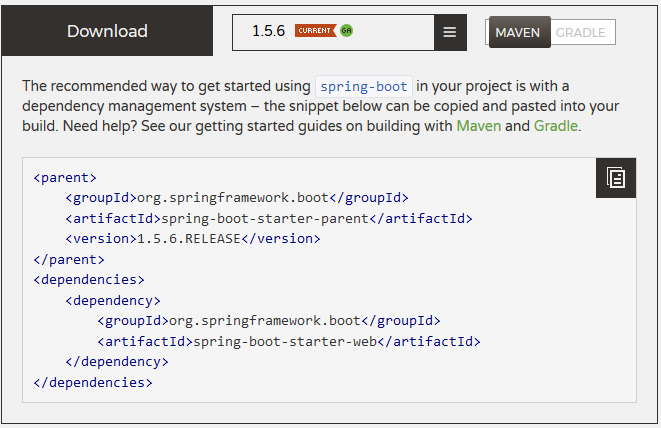 Download
1.5.6 CURRENT GA
MAVEN GRADLE
The recommended way to get started using spring-boot in your project is with a
dependency management system – the snippet below can be copied and pasted into your
build. Need help? See our getting started guides on building with Maven and Gradle.
<parent>
    <groupId>org.springframework.boot</groupId>
    <artifactId>spring-boot-starter-parent</artifactId>
    <version>1.5.6.RELEASE</version>
</parent>
<dependencies>
    <dependency>
        <groupId>org.springframework.boot</groupId>
        <artifactId>spring-boot-starter-web</artifactId>
    </dependency>
</dependencies>